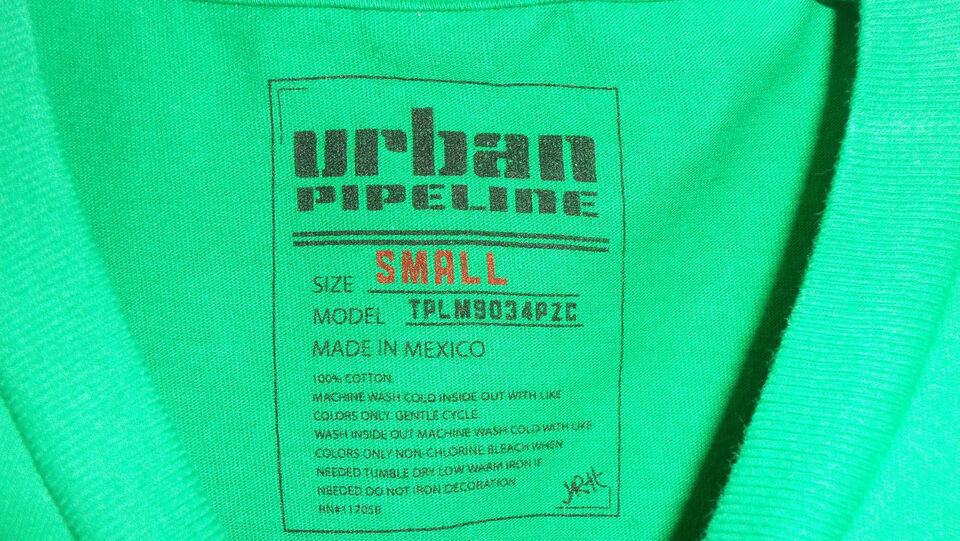 urban
PIPELINE
SIZE SMALL
MODEL TPLM9034PZC
MADE IN MEXICO
100% COTTON
MACHINE WASH COLD INSIDE OUT WITH LIKE
COLORS ONLY. GENTLE CYCLE.
WASH INSIDE OUT MACHINE WASH COLD WITH LIKE
COLORS ONLY NON-CHLORINE BLEACH WHEN
NEEDED TUMBLE DRY LOW WARM IRON IF
NEEDED DO NOT IRON DECORATION
RN#117058